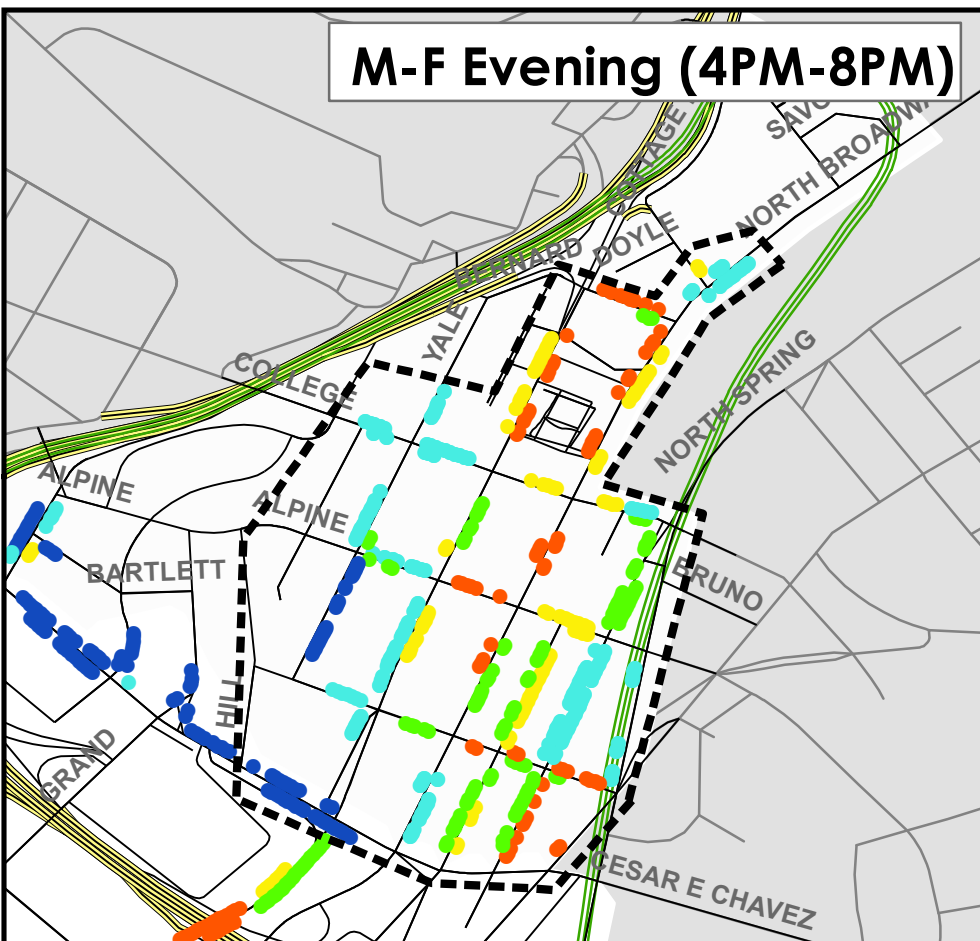 M-F Evening (4PM-8PM)
COTTAGE
NORTH BROADWA
DOYLE
BERNARD
YALE
COLLEGE
NORTH SPRING
ALPINE
ALPINE
BARTLETT
BRUNO
HILL
GRAND
CESAR E CHAVEZ